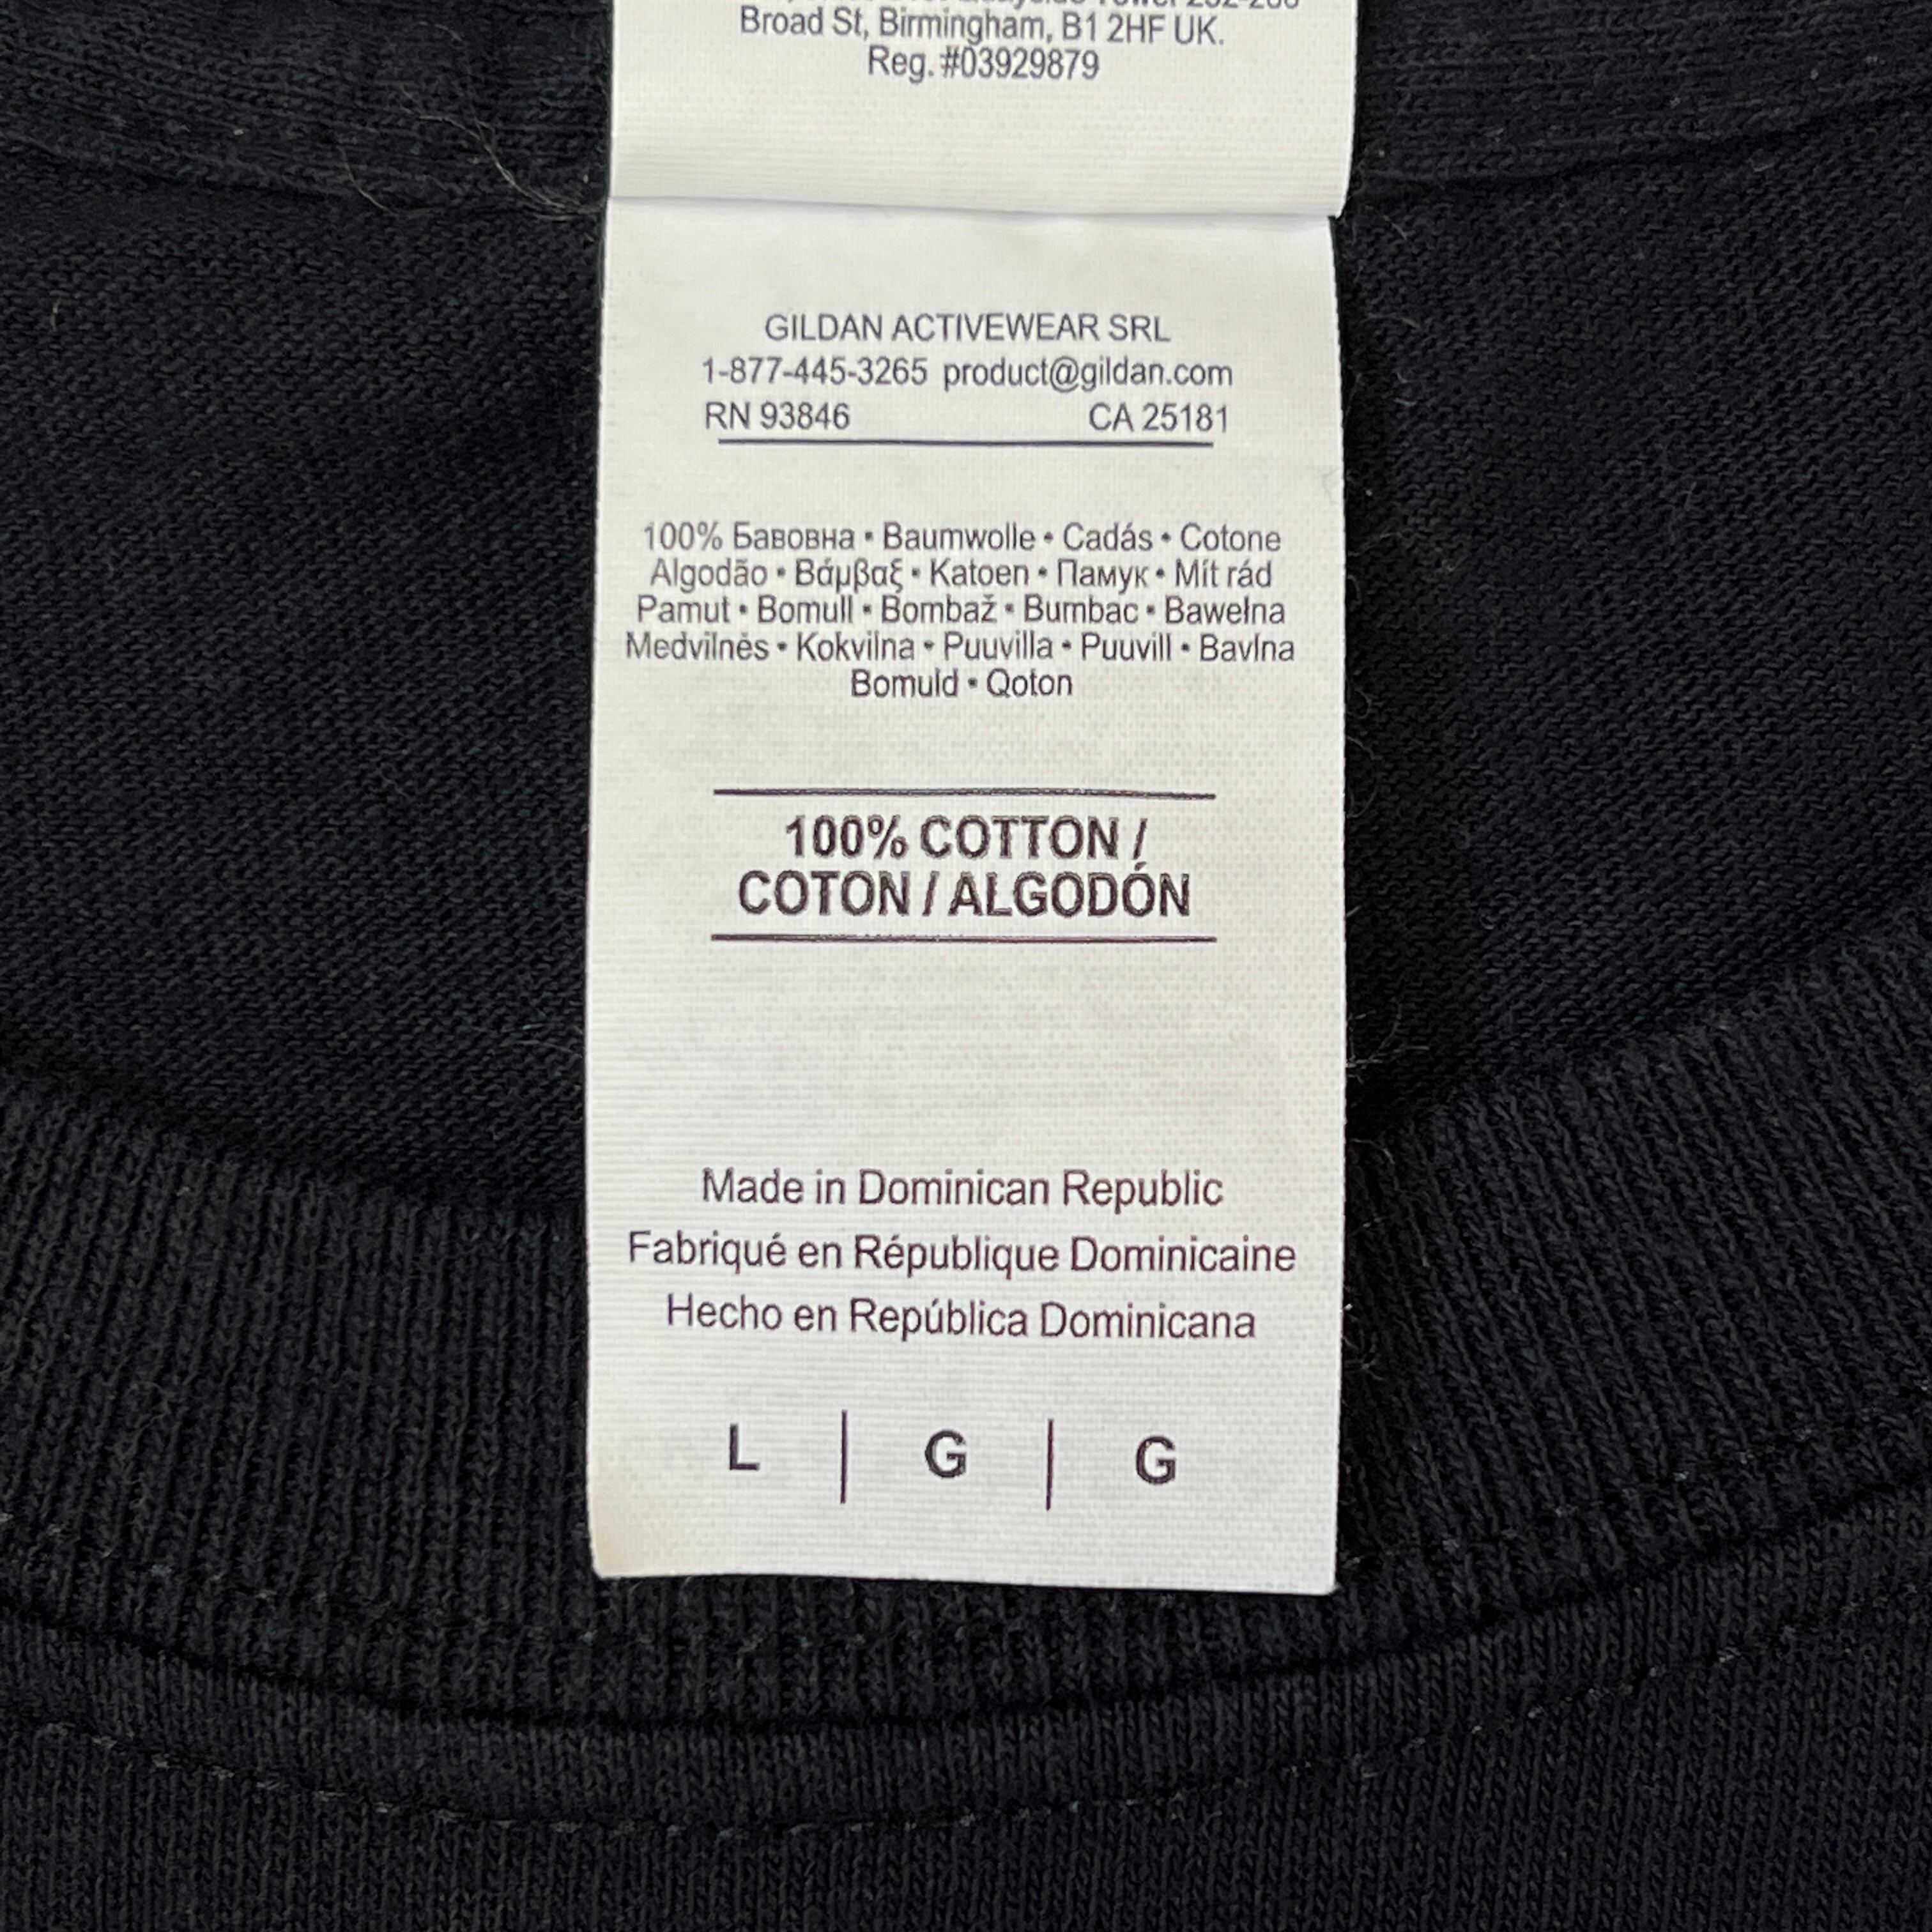 Broad St, Birmingham, B1 2HF UK.
Reg. #03929879
GILDAN ACTIVEWEAR SRL
1-877-445-3265 product@gildan.com
RN 93846 CA 25181
100% Бавовна • Baumwolle • Cadás • Cotone
Algodão • Βάμβαξ • Katoen • Памук • Mít rád
Pamut • Bomull • Bombaž • Bumbac • Bawełna
Medvilnės • Kokvilna • Puuvilla • Puuvill • Bavlna
Bomuld • Qoton
100% COTTON /
COTON / ALGODÓN
Made in Dominican Republic
Fabriqué en République Dominicaine
Hecho en República Dominicana
L | G | G